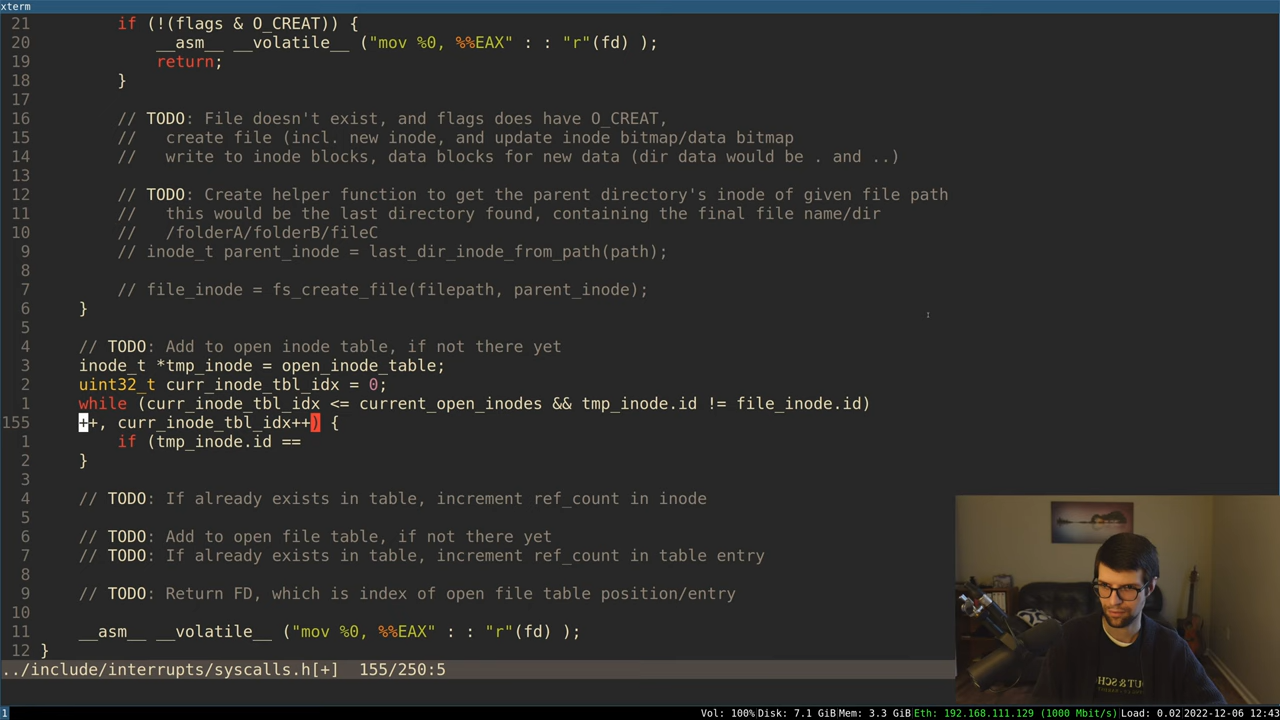 xterm
21 if (!(flags & O_CREAT)) {
20 __asm__ __volatile__ ("mov %0, %%EAX" : : "r"(fd) );
19 return;
18 }
17
16 // TODO: File doesn't exist, and flags does have O_CREAT,
15 //   create file (incl. new inode, and update inode bitmap/data bitmap
14 //   write to inode blocks, data blocks for new data (dir data would be . and ..)
13
12 // TODO: Create helper function to get the parent directory's inode of given file path
11 //   this would be the last directory found, containing the final file name/dir
10 //   /folderA/folderB/fileC
9 // inode_t parent_inode = last_dir_inode_from_path(path);
8
7 // file_inode = fs_create_file(filepath, parent_inode);
6 }
5
4 // TODO: Add to open inode table, if not there yet
3 inode_t *tmp_inode = open_inode_table;
2 uint32_t curr_inode_tbl_idx = 0;
1 while (curr_inode_tbl_idx <= current_open_inodes && tmp_inode.id != file_inode.id)
155 ++, curr_inode_tbl_idx++) {
1 if (tmp_inode.id ==
2 }
3
4 // TODO: If already exists in table, increment ref_count in inode
5
6 // TODO: Add to open file table, if not there yet
7 // TODO: If already exists in table, increment ref_count in table entry
8
9 // TODO: Return FD, which is index of open file table position/entry
10
11 __asm__ __volatile__ ("mov %0, %%EAX" : : "r"(fd) );
12 }
../include/interrupts/syscalls.h[+] 155/250:5
1 Vol: 100% Disk: 7.1 GiB Mem: 3.3 GiB Eth: 192.168.111.129 (1000 Mbit/s) Load: 0.02 2022-12-06 12:43